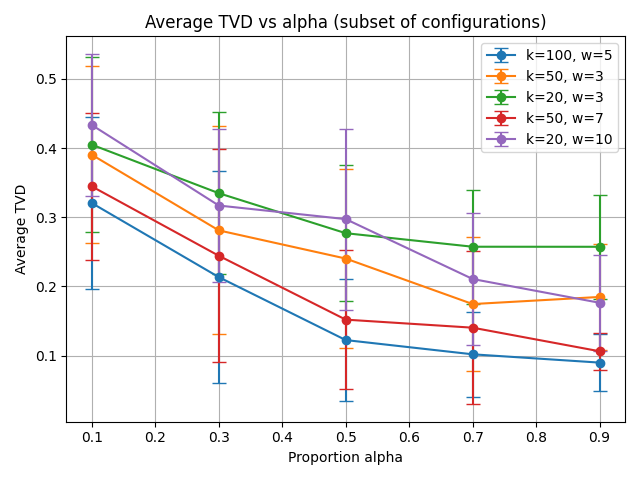 Average TVD vs alpha (subset of configurations)
k=100, w=5
k=50, w=3
k=20, w=3
k=50, w=7
k=20, w=10
Average TVD
0.5
0.4
0.3
0.2
0.1
0.1 0.2 0.3 0.4 0.5 0.6 0.7 0.8 0.9
Proportion alpha